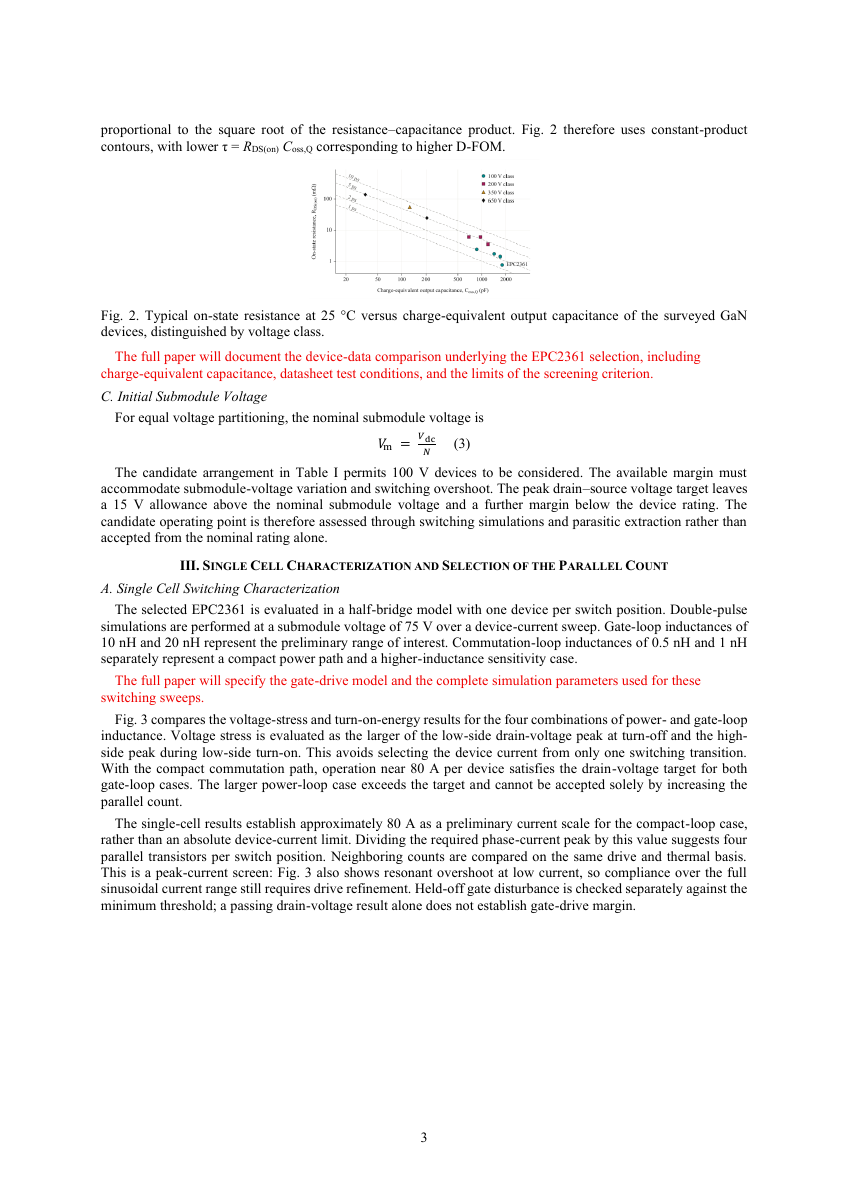 proportional to the square root of the resistance–capacitance product. Fig. 2 therefore uses constant-product
contours, with lower τ = RDS(on) Coss,Q corresponding to higher D-FOM.
10 ps
5 ps
2 ps
1 ps
100 V class
200 V class
350 V class
650 V class
On-state resistance, RDS(on) (mΩ)
100
10
1
EPC2361
20 50 100 200 500 1000 2000
Charge-equivalent output capacitance, Coss,Q (pF)
Fig. 2. Typical on-state resistance at 25 °C versus charge-equivalent output capacitance of the surveyed GaN
devices, distinguished by voltage class.
The full paper will document the device-data comparison underlying the EPC2361 selection, including
charge-equivalent capacitance, datasheet test conditions, and the limits of the screening criterion.
C. Initial Submodule Voltage
For equal voltage partitioning, the nominal submodule voltage is
Vm = Vdc/N (3)
The candidate arrangement in Table I permits 100 V devices to be considered. The available margin must
accommodate submodule-voltage variation and switching overshoot. The peak drain–source voltage target leaves
a 15 V allowance above the nominal submodule voltage and a further margin below the device rating. The
candidate operating point is therefore assessed through switching simulations and parasitic extraction rather than
accepted from the nominal rating alone.
III. SINGLE CELL CHARACTERIZATION AND SELECTION OF THE PARALLEL COUNT
A. Single Cell Switching Characterization
The selected EPC2361 is evaluated in a half-bridge model with one device per switch position. Double-pulse
simulations are performed at a submodule voltage of 75 V over a device-current sweep. Gate-loop inductances of
10 nH and 20 nH represent the preliminary range of interest. Commutation-loop inductances of 0.5 nH and 1 nH
separately represent a compact power path and a higher-inductance sensitivity case.
The full paper will specify the gate-drive model and the complete simulation parameters used for these
switching sweeps.
Fig. 3 compares the voltage-stress and turn-on-energy results for the four combinations of power- and gate-loop
inductance. Voltage stress is evaluated as the larger of the low-side drain-voltage peak at turn-off and the high-
side peak during low-side turn-on. This avoids selecting the device current from only one switching transition.
With the compact commutation path, operation near 80 A per device satisfies the drain-voltage target for both
gate-loop cases. The larger power-loop case exceeds the target and cannot be accepted solely by increasing the
parallel count.
The single-cell results establish approximately 80 A as a preliminary current scale for the compact-loop case,
rather than an absolute device-current limit. Dividing the required phase-current peak by this value suggests four
parallel transistors per switch position. Neighboring counts are compared on the same drive and thermal basis.
This is a peak-current screen: Fig. 3 also shows resonant overshoot at low current, so compliance over the full
sinusoidal current range still requires drive refinement. Held-off gate disturbance is checked separately against the
minimum threshold; a passing drain-voltage result alone does not establish gate-drive margin.
3